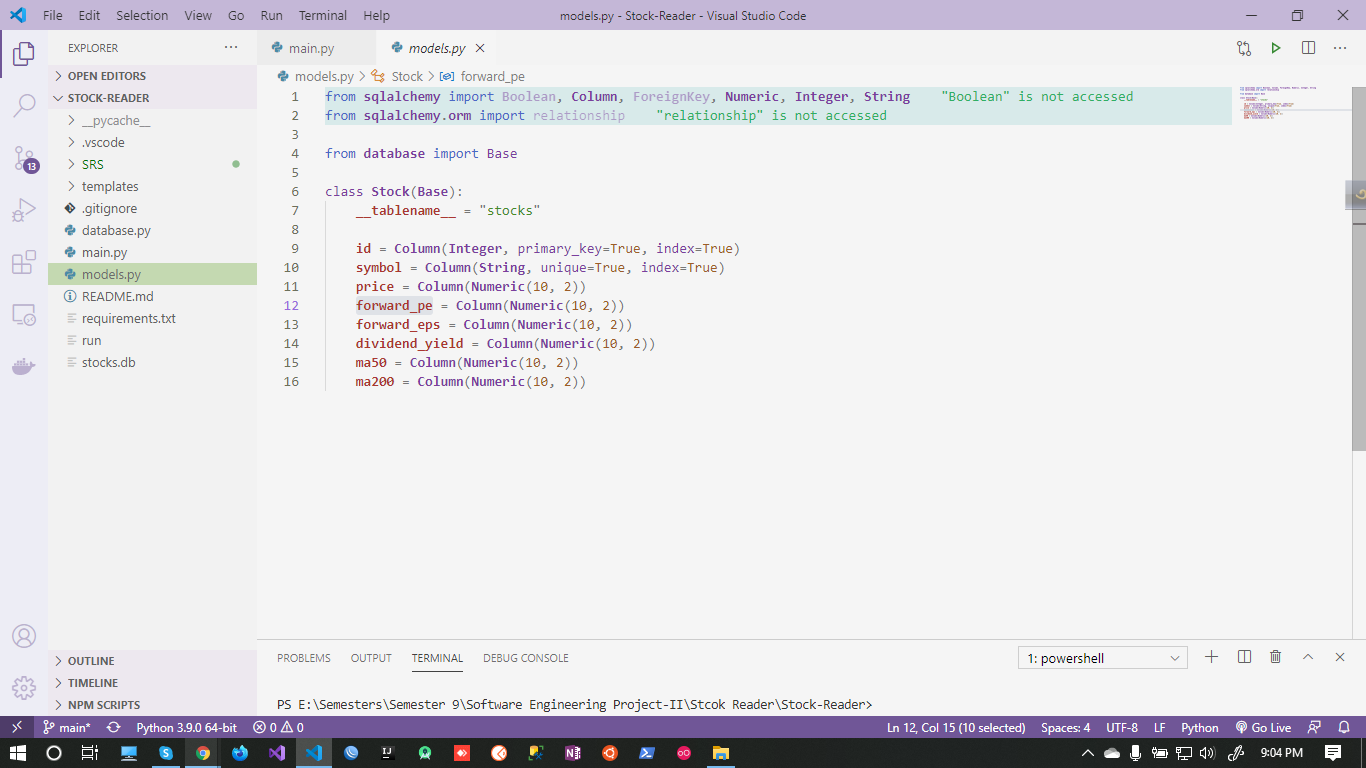 File Edit Selection View Go Run Terminal Help models.py - Stock-Reader - Visual Studio Code
EXPLORER
main.py models.py
OPEN EDITORS
STOCK-READER
__pycache__
.vscode
SRS
templates
.gitignore
database.py
main.py
models.py
README.md
requirements.txt
run
stocks.db
OUTLINE
TIMELINE
NPM SCRIPTS
13
models.py > Stock > forward_pe
1 from sqlalchemy import Boolean, Column, ForeignKey, Numeric, Integer, String "Boolean" is not accessed
2 from sqlalchemy.orm import relationship "relationship" is not accessed
3
4 from database import Base
5
6 class Stock(Base):
7 __tablename__ = "stocks"
8
9 id = Column(Integer, primary_key=True, index=True)
10 symbol = Column(String, unique=True, index=True)
11 price = Column(Numeric(10, 2))
12 forward_pe = Column(Numeric(10, 2))
13 forward_eps = Column(Numeric(10, 2))
14 dividend_yield = Column(Numeric(10, 2))
15 ma50 = Column(Numeric(10, 2))
16 ma200 = Column(Numeric(10, 2))
PROBLEMS OUTPUT TERMINAL DEBUG CONSOLE 1: powershell
PS E:\Semesters\Semester 9\Software Engineering Project-II\Stcok Reader\Stock-Reader>
main* Python 3.9.0 64-bit 0 0 Ln 12, Col 15 (10 selected) Spaces: 4 UTF-8 LF Python Go Live
9:04 PM